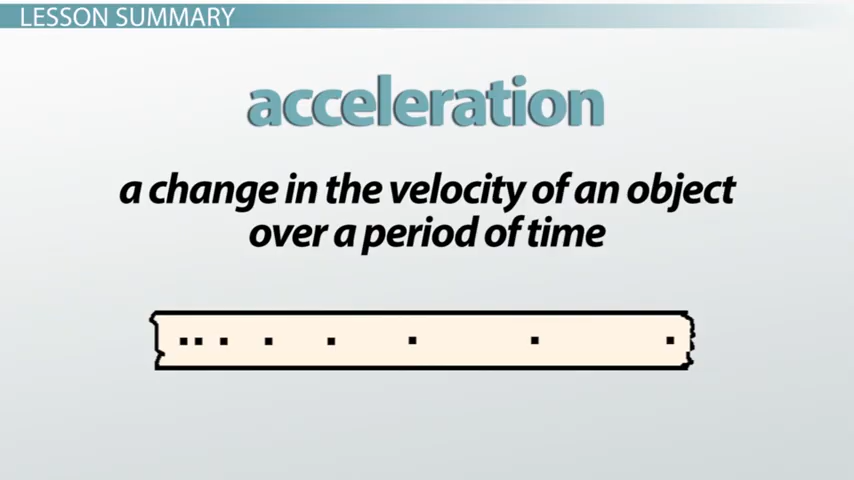 LESSON SUMMARY
acceleration
a change in the velocity of an object
over a period of time